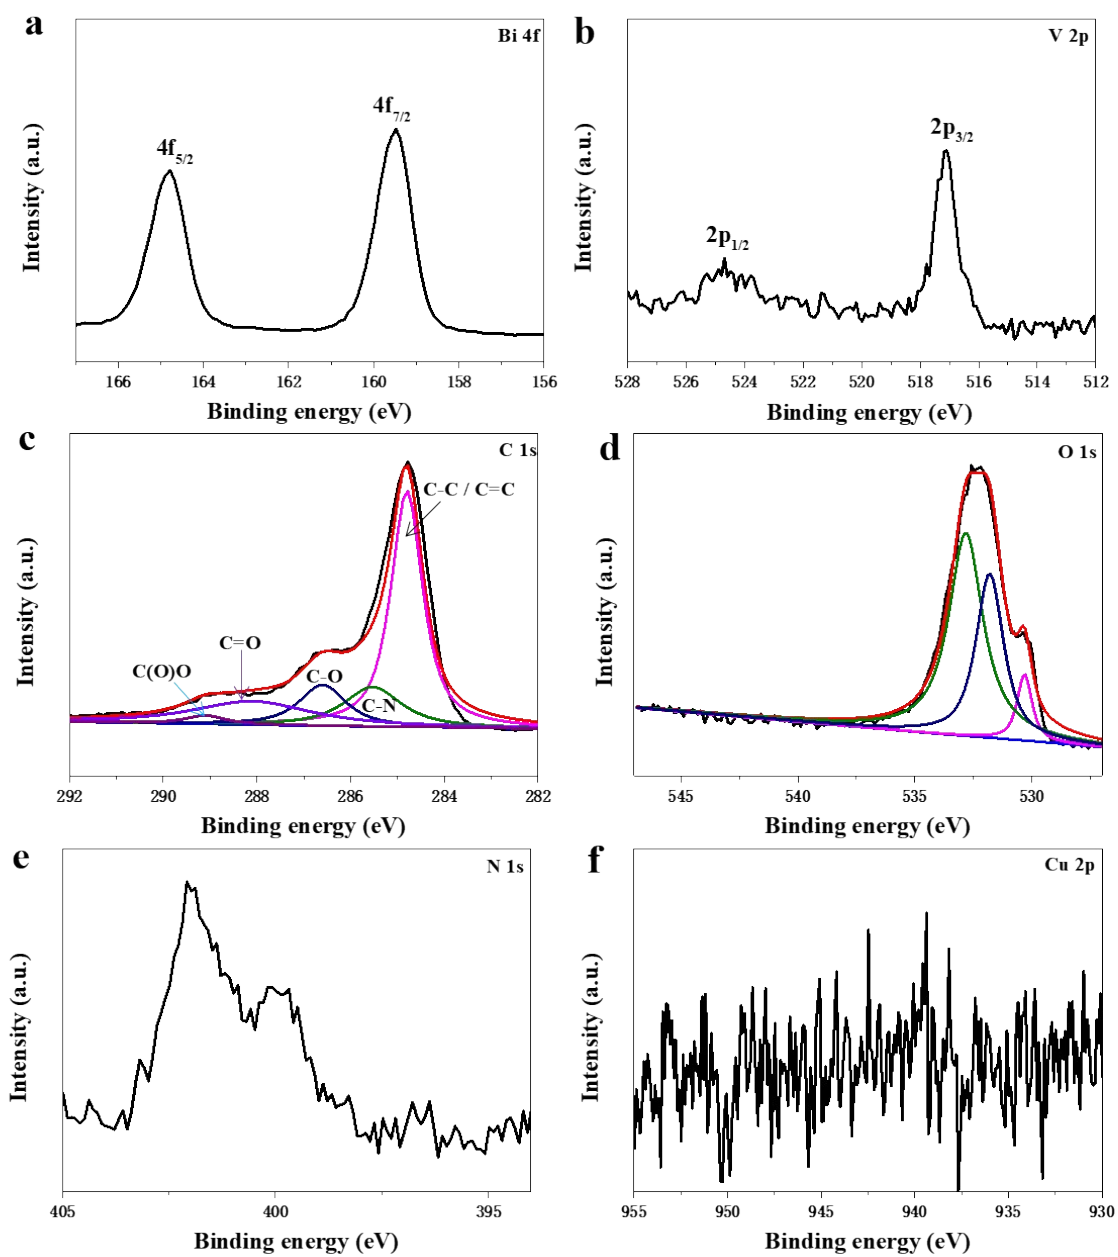 a
Bi 4f
4f5/2
4f7/2
Intensity (a.u.)
166 164 162 160 158 156
Binding energy (eV)
b
V 2p
2p1/2
2p3/2
Intensity (a.u.)
528 526 524 522 520 518 516 514 512
Binding energy (eV)
c
C 1s
C-C / C=C
C=O
C(O)O
C-O
C-N
Intensity (a.u.)
292 290 288 286 284 282
Binding energy (eV)
d
O 1s
Intensity (a.u.)
545 540 535 530
Binding energy (eV)
e
N 1s
Intensity (a.u.)
405 400 395
Binding energy (eV)
f
Cu 2p
Intensity (a.u.)
955 950 945 940 935 930
Binding energy (eV)